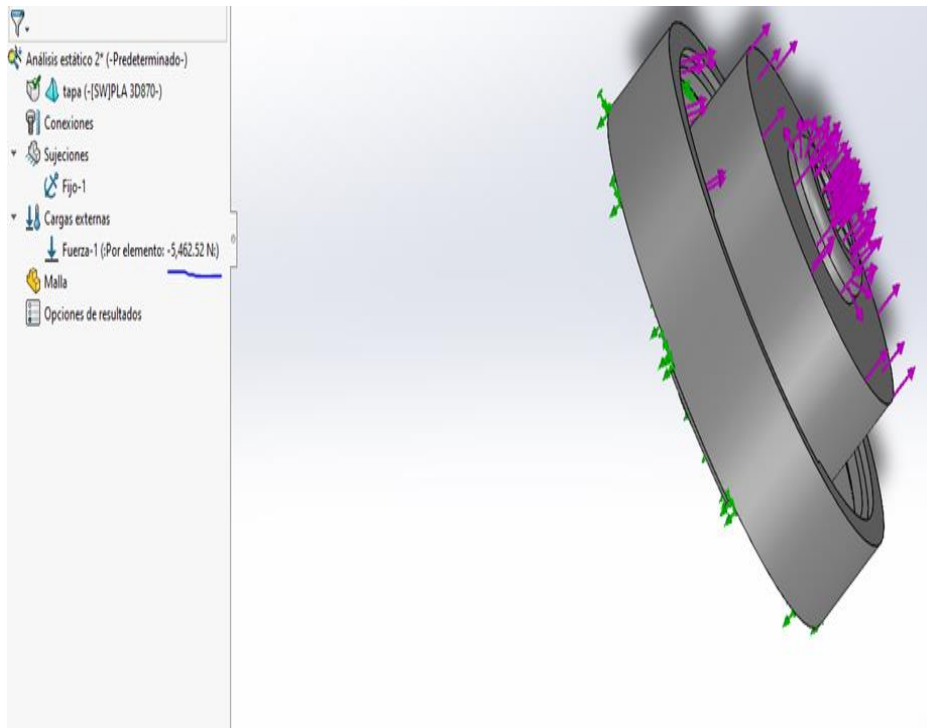 Análisis estático 2* (-Predeterminado-)
tapa (-[SW]PLA 3D870-)
Conexiones
Sujeciones
Fijo-1
Cargas externas
Fuerza-1 (:Por elemento: -5,462.52 N:)
Malla
Opciones de resultados